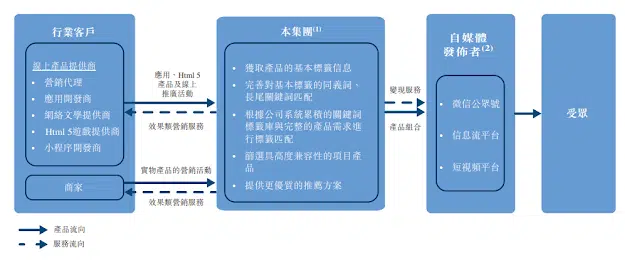 行業客戶
線上產品提供商
• 營銷代理
• 應用開發商
• 網絡文學提供商
• Html 5遊戲提供商
• 小程序開發商
商家
應用、Html 5
產品及線上
推廣活動
效果類營銷服務
實物產品的營銷活動
效果類營銷服務
本集團(1)
• 獲取產品的基本標籤信息
• 完善對基本標籤的同義詞、
長尾關鍵詞匹配
• 根據公司系統累積的關鍵詞
標籤庫與完整的產品需求進
行標籤匹配
• 篩選具高度兼容性的項目產
品
• 提供更優質的推薦方案
變現服務
產品組合
自媒體
發佈者(2)
• 微信公眾號
• 信息流平台
• 短視頻平台
受眾
產品流向
服務流向